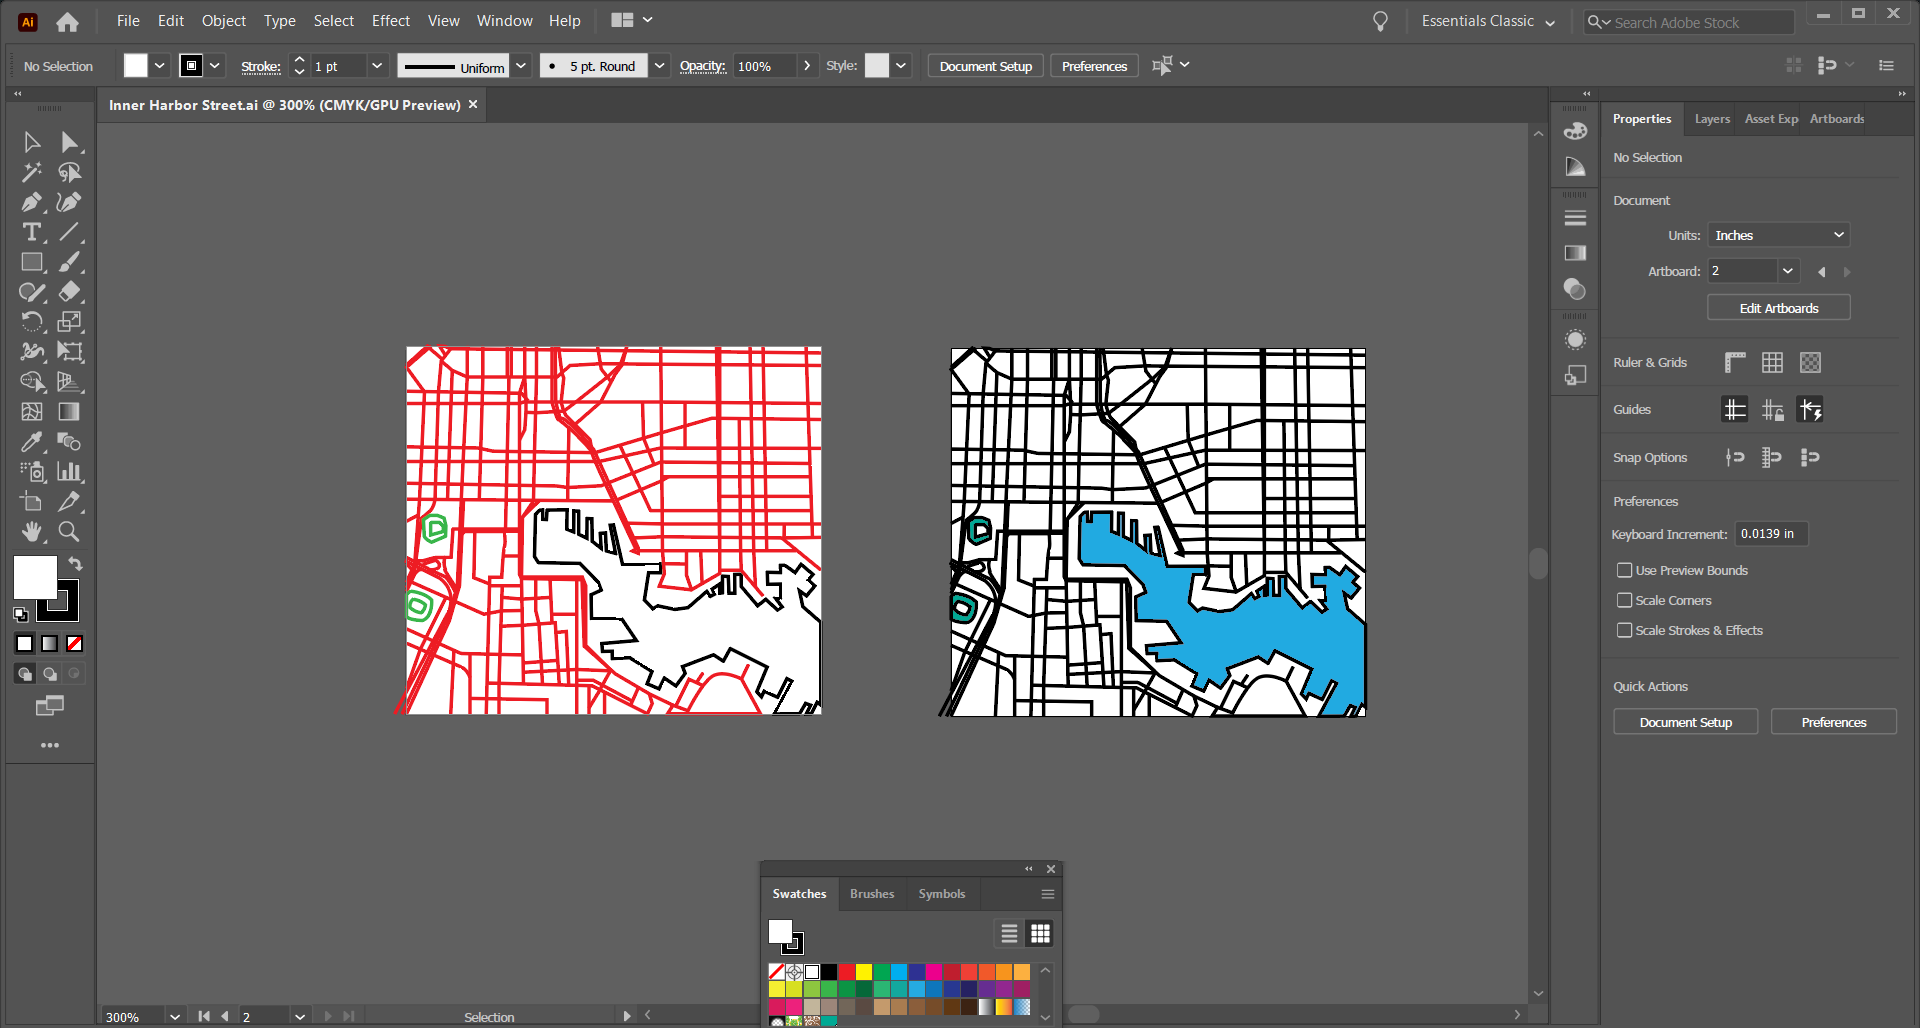 Ai File Edit Object Type Select Effect View Window Help Essentials Classic Search Adobe Stock
No Selection Stroke: 1 pt Uniform 5 pt. Round Opacity: 100% Style: Document Setup Preferences
Inner Harbor Street.ai @ 300% (CMYK/GPU Preview)
Properties Layers Asset Exp Artboards
No Selection
Document
Units: Inches
Artboard: 2
Edit Artboards
Ruler & Grids
Guides
Snap Options
Preferences
Keyboard Increment: 0.0139 in
Use Preview Bounds
Scale Corners
Scale Strokes & Effects
Quick Actions
Document Setup Preferences
Swatches Brushes Symbols
300% 2 Selection